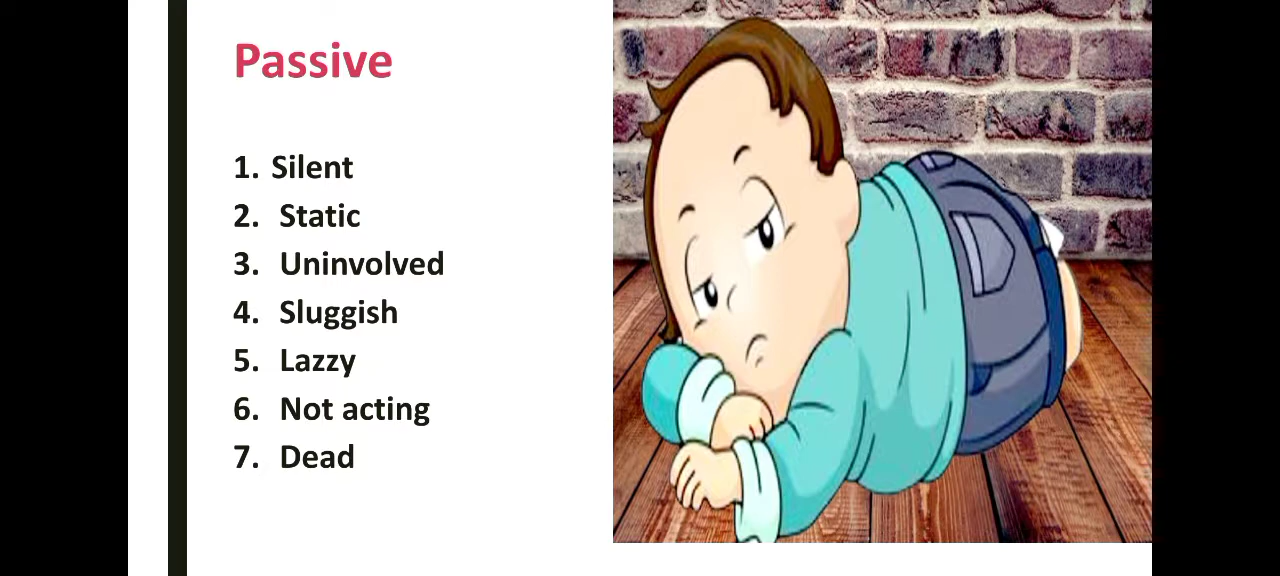 Passive
1. Silent
2. Static
3. Uninvolved
4. Sluggish
5. Lazzy
6. Not acting
7. Dead